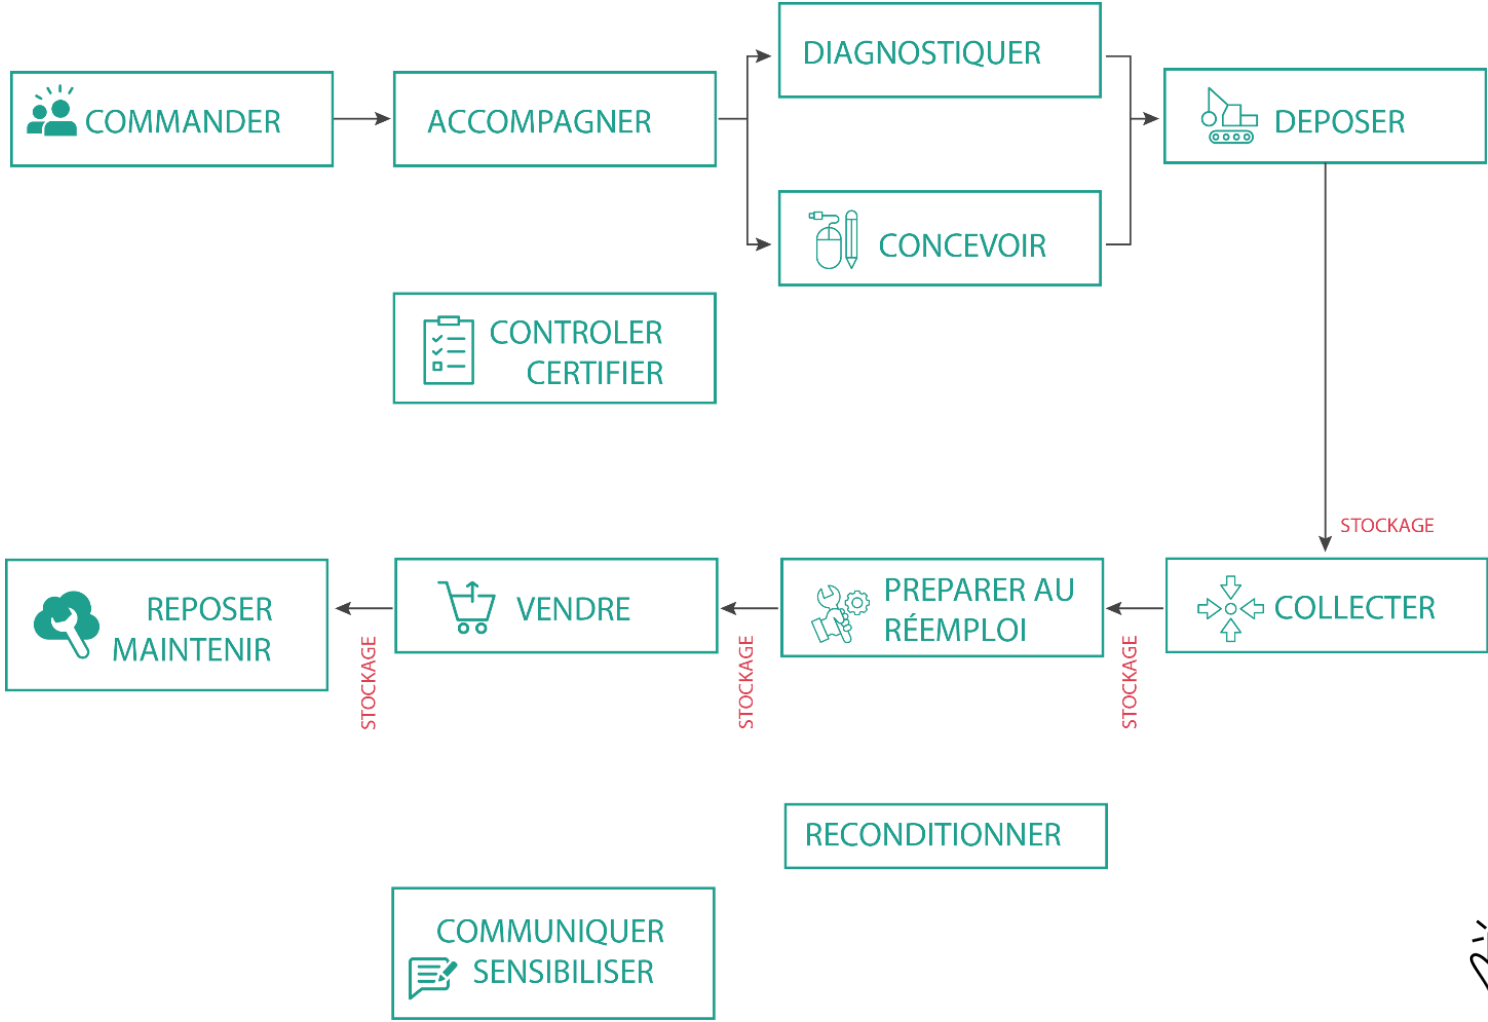 DIAGNOSTIQUER
COMMANDER
ACCOMPAGNER
DEPOSER
CONCEVOIR
CONTROLER
CERTIFIER
STOCKAGE
REPOSER
MAINTENIR
VENDRE
PREPARER AU
RÉEMPLOI
COLLECTER
STOCKAGE
STOCKAGE
STOCKAGE
RECONDITIONNER
COMMUNIQUER
SENSIBILISER